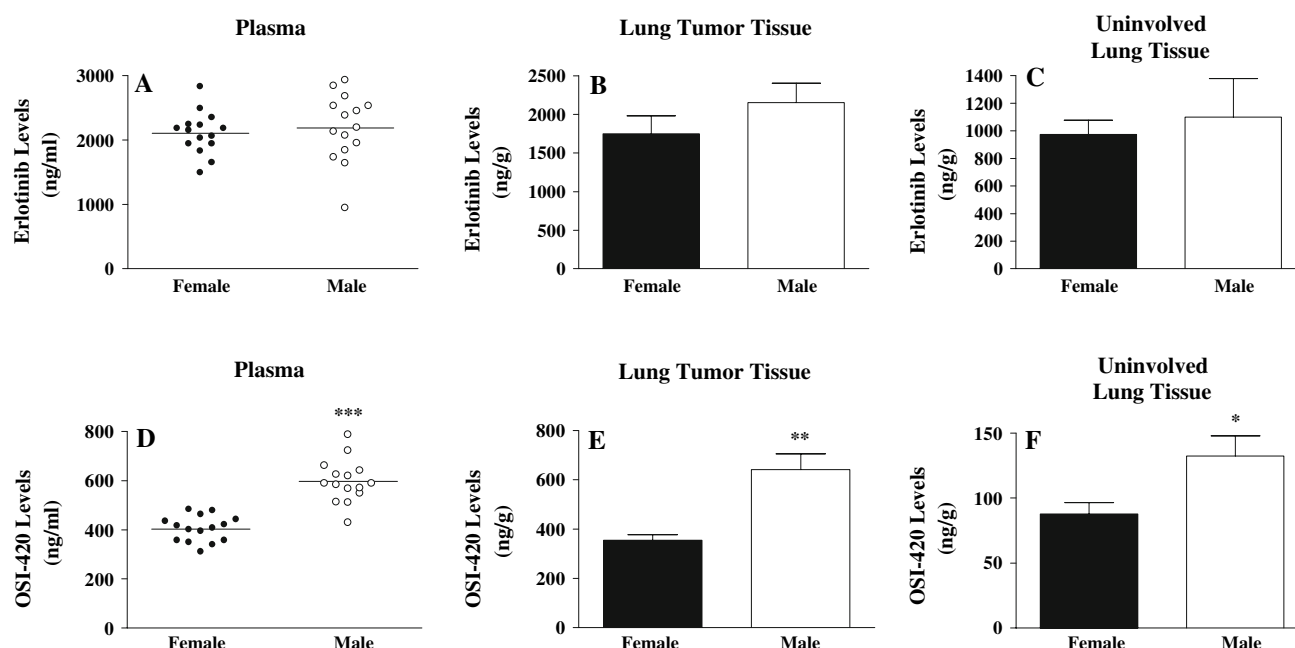 Plasma
A
Erlotinib Levels
(ng/ml)
3000
2000
1000
0
Female
Male
Lung Tumor Tissue
B
Erlotinib Levels
(ng/g)
2500
2000
1500
1000
500
0
Female
Male
Uninvolved
Lung Tissue
C
Erlotinib Levels
(ng/g)
1400
1200
1000
800
600
400
200
0
Female
Male
Plasma
D
***
OSI-420 Levels
(ng/ml)
800
600
400
200
0
Female
Male
Lung Tumor Tissue
E
**
OSI-420 Levels
(ng/g)
800
600
400
200
0
Female
Male
Uninvolved
Lung Tissue
F
*
OSI-420 Levels
(ng/g)
150
100
50
0
Female
Male